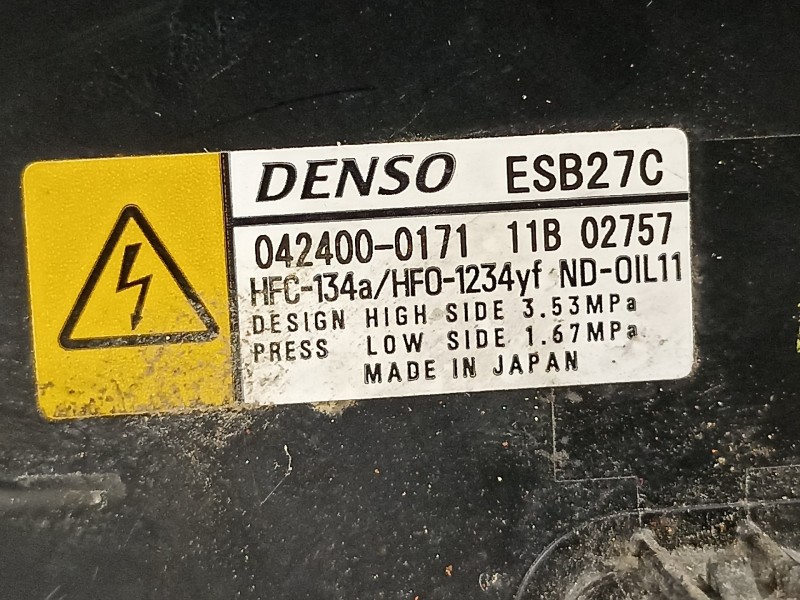 DENSO ESB27C
042400-0171 11B 02757
HFC-134a/HFO-1234yf ND-OIL11
DESIGN HIGH SIDE 3.53MPa
PRESS LOW SIDE 1.67MPa
MADE IN JAPAN